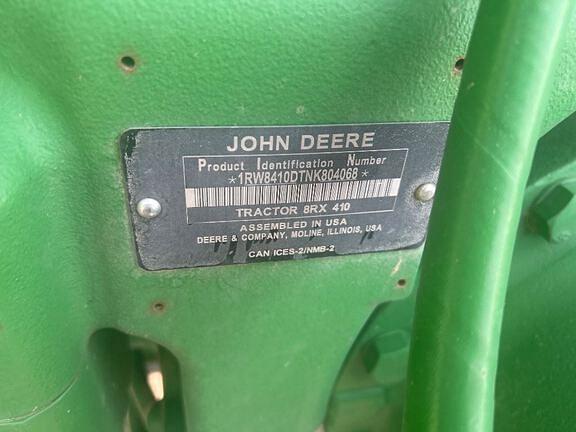 JOHN DEERE
Product Identification Number
*1RW8410DTNK804068*
TRACTOR 8RX 410
ASSEMBLED IN USA
DEERE & COMPANY, MOLINE, ILLINOIS, USA
CAN ICES-2/NMB-2